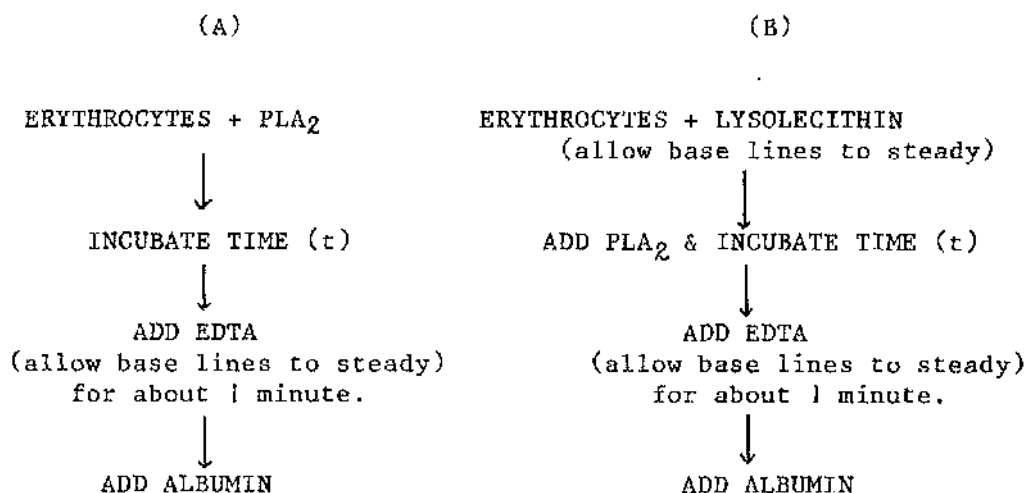 (A)
ERYTHROCYTES + PLA2
INCUBATE TIME (t)
ADD EDTA
(allow base lines to steady)
for about 1 minute.
ADD ALBUMIN
(B)
ERYTHROCYTES + LYSOLECITHIN
(allow base lines to steady)
ADD PLA2 & INCUBATE TIME (t)
ADD EDTA
(allow base lines to steady)
for about 1 minute.
ADD ALBUMIN